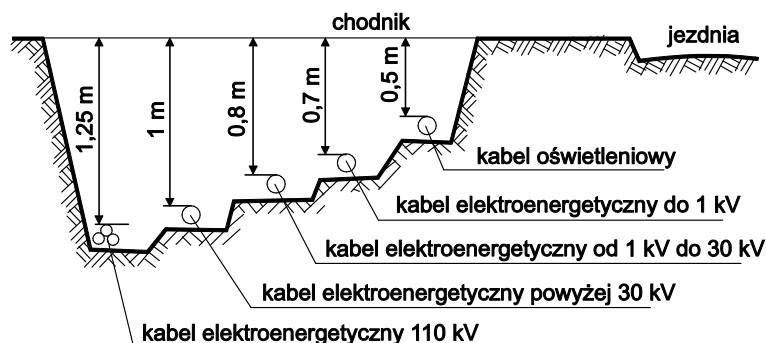 chodnik
jezdnia
1,25 m
1 m
0,8 m
0,7 m
0,5 m
kabel oświetleniowy
kabel elektroenergetyczny do 1 kV
kabel elektroenergetyczny od 1 kV do 30 kV
kabel elektroenergetyczny powyżej 30 kV
kabel elektroenergetyczny 110 kV